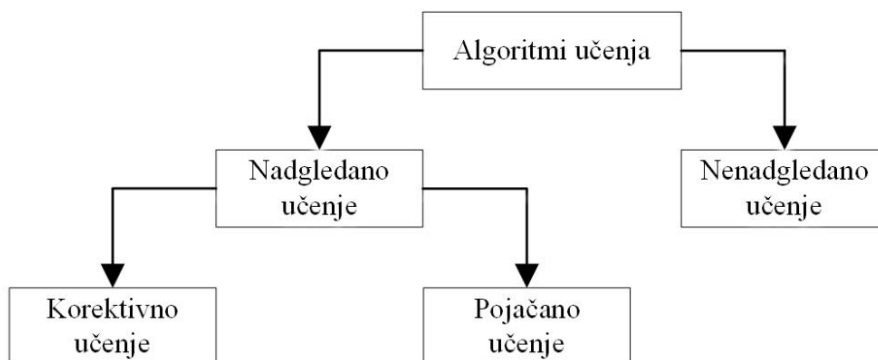 Algoritmi učenja
Nadgledano
učenje
Nenadgledano
učenje
Korektivno
učenje
Pojačano
učenje